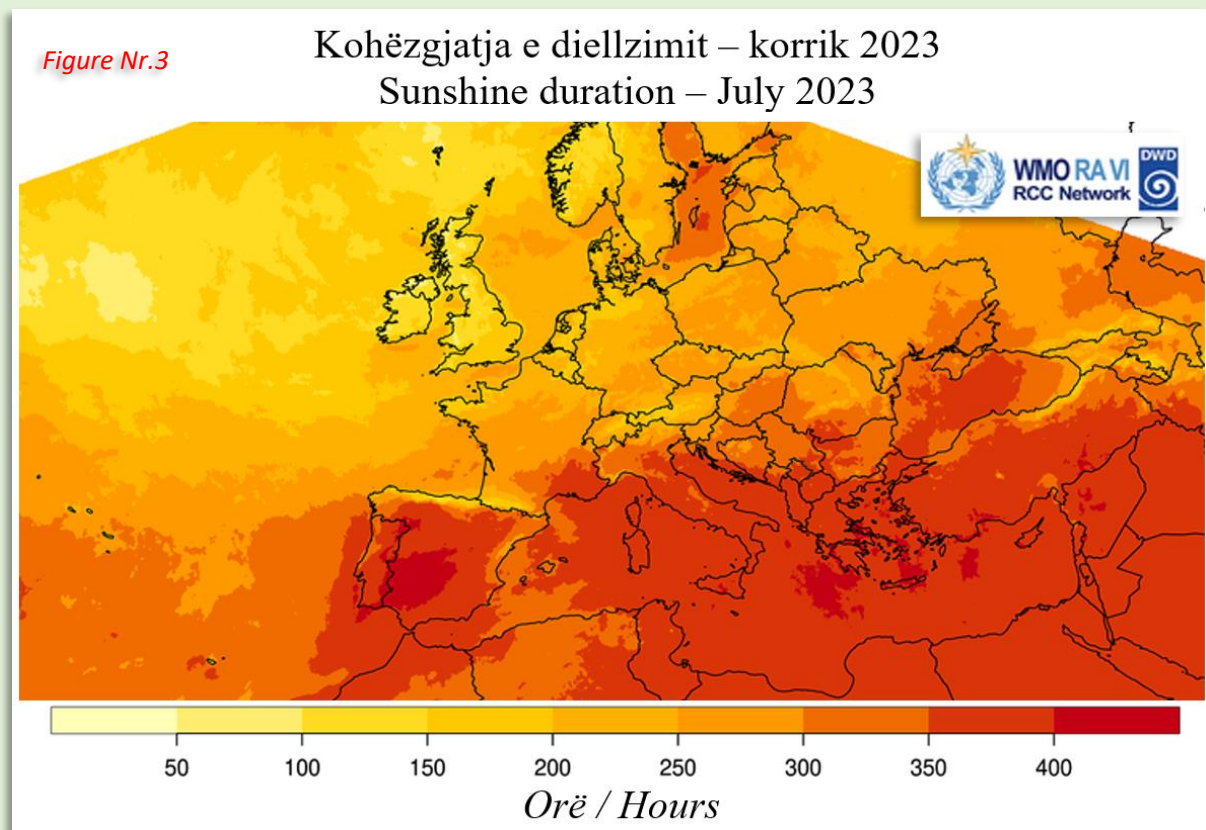 Figure Nr.3
Kohëzgjatja e diellzimit – korrik 2023
Sunshine duration – July 2023
WMO RA VI
RCC Network
DWD
50 100 150 200 250 300 350 400
Orë / Hours